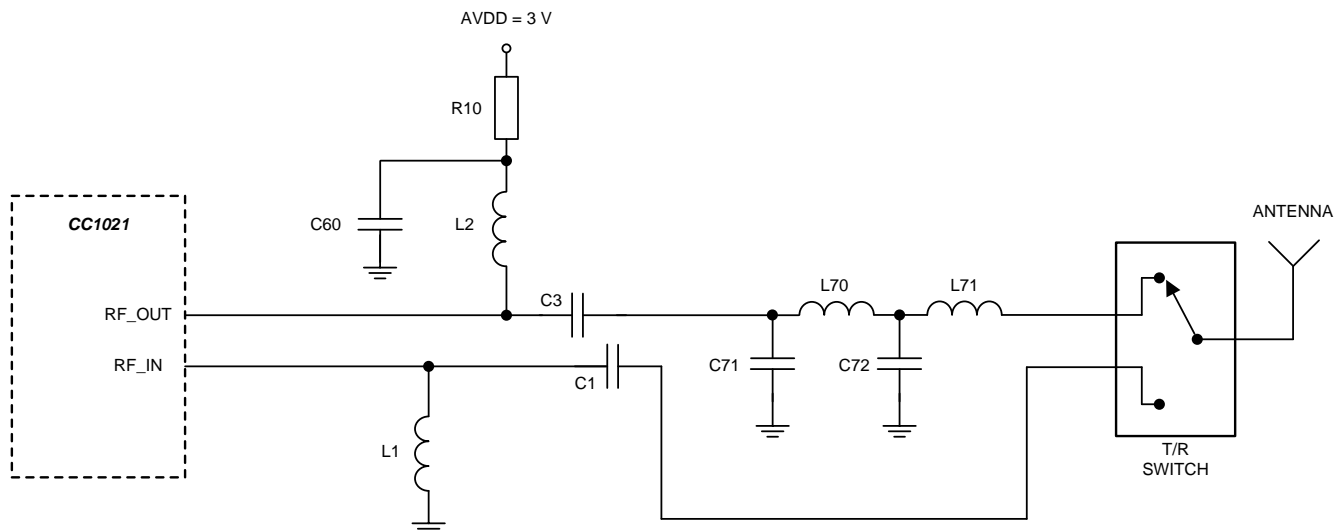 AVDD = 3 V
R10
CC1021
C60
L2
ANTENNA
RF_OUT
C3
L70
L71
RF_IN
C1
C71
C72
L1
T/R
SWITCH